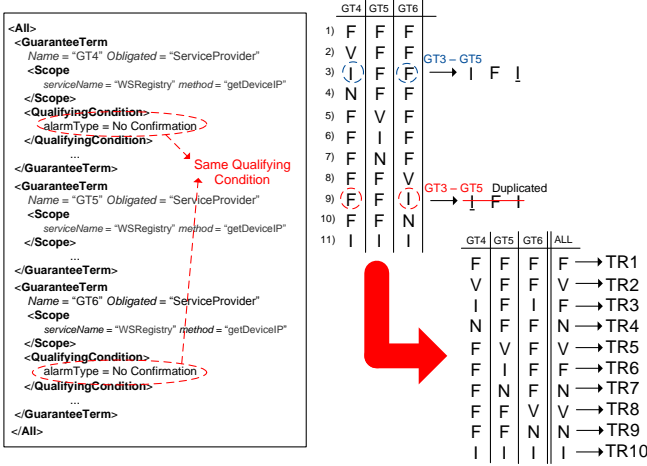 <All>
<GuaranteeTerm
Name = “GT4” Obligated = “ServiceProvider”
<Scope
serviceName = “WSRegistry” method = “getDeviceIP”
</Scope>
<QualifyingCondition>
alarmType = No Confirmation
</QualifyingCondition>
...
</GuaranteeTerm>
<GuaranteeTerm
Name = “GT5” Obligated = “ServiceProvider”
<Scope
serviceName = “WSRegistry” method = “getDeviceIP”
</Scope>
...
</GuaranteeTerm>
<GuaranteeTerm
Name = “GT6” Obligated = “ServiceProvider”
<Scope
serviceName = “WSRegistry” method = “getDeviceIP”
</Scope>
<QualifyingCondition>
alarmType = No Confirmation
</QualifyingCondition>
...
</GuaranteeTerm>
</All>
Same Qualifying
Condition
GT4 GT5 GT6
1) F F F
2) V F F
3) I F F GT3 – GT5 I F I
4) N F F
5) F V F
6) F I F
7) F N F
8) F F V
9) F F I GT3 – GT5 Duplicated I F I
10) F F N
11) I I I
GT4 GT5 GT6 ALL
F F F F TR1
V F F V TR2
I F I F TR3
N F F N TR4
F V F V TR5
F I F F TR6
F N F N TR7
F F V V TR8
F F N N TR9
I I I I TR10